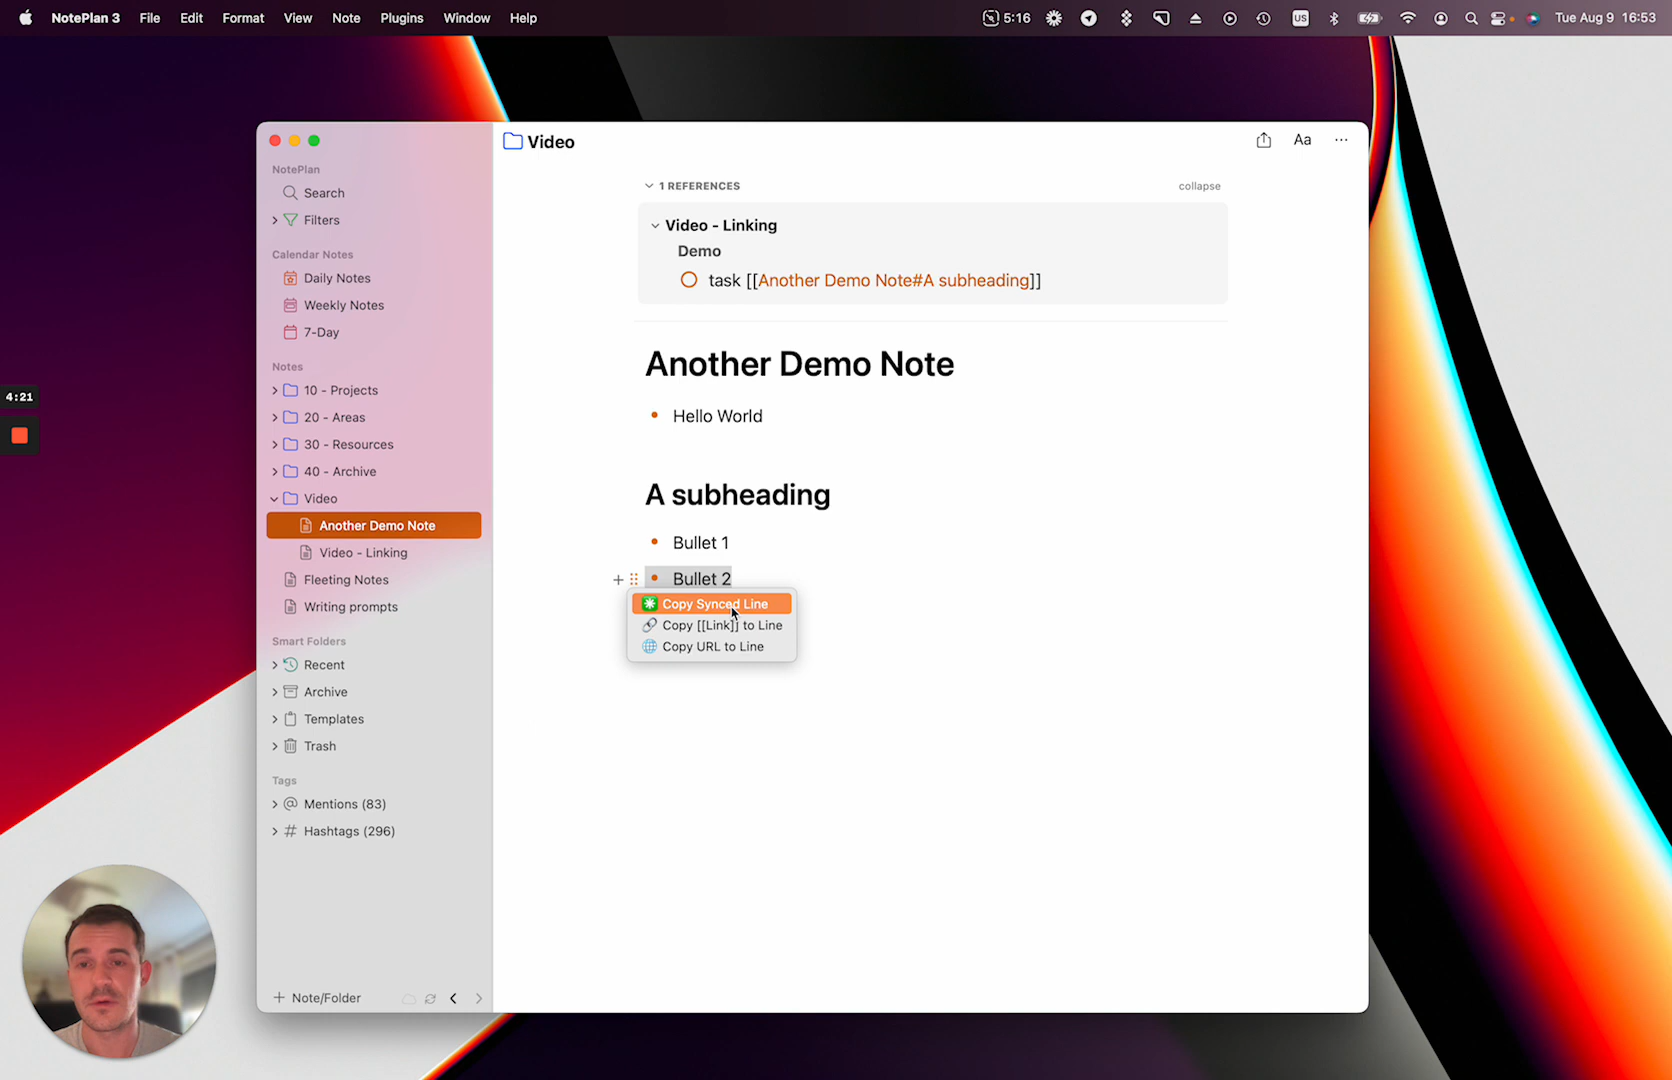 NotePlan 3 File Edit Format View Note Plugins Window Help 5:16 US Tue Aug 9 16:53
Video
Aa
NotePlan
Search
Filters
Calendar Notes
Daily Notes
Weekly Notes
7-Day
Notes
10 - Projects
20 - Areas
30 - Resources
40 - Archive
Video
Another Demo Note
Video - Linking
Fleeting Notes
Writing prompts
Smart Folders
Recent
Archive
Templates
Trash
Tags
Mentions (83)
Hashtags (296)
+ Note/Folder
4:21
1 REFERENCES collapse
Video - Linking
Demo
task [[Another Demo Note#A subheading]]
Another Demo Note
• Hello World
A subheading
• Bullet 1
• Bullet 2
Copy Synced Line
Copy [[Link]] to Line
Copy URL to Line